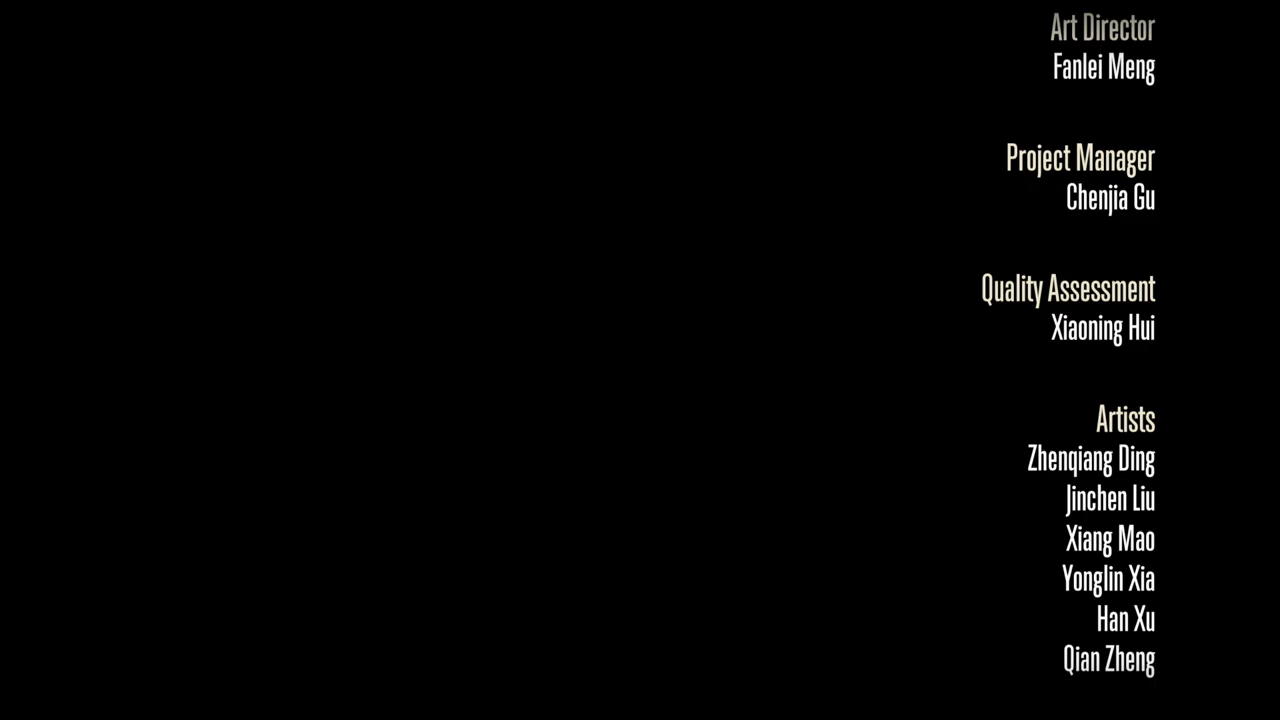 Art Director
Fanlei Meng
Project Manager
Chenjia Gu
Quality Assessment
Xiaoning Hui
Artists
Zhenqiang Ding
Jinchen Liu
Xiang Mao
Yonglin Xia
Han Xu
Qian Zheng